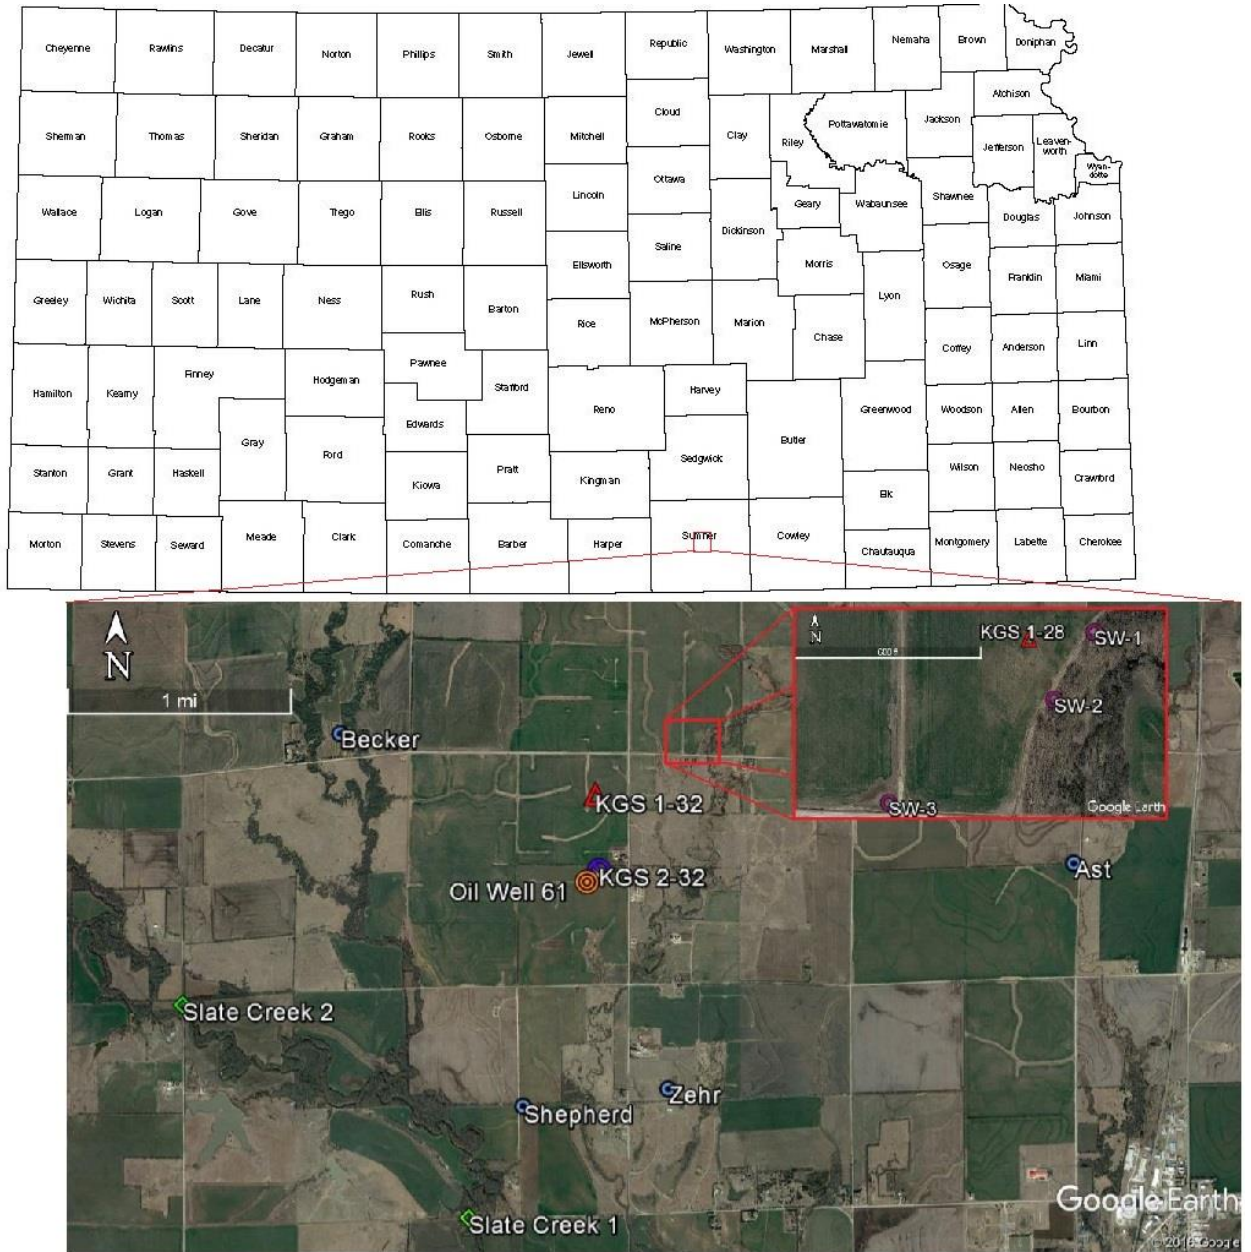 Cheyenne
Rawlins
Decatur
Norton
Phillips
Smith
Jewell
Republic
Washington
Marshall
Nemaha
Brown
Doniphan
Sherman
Thomas
Sheridan
Graham
Rooks
Osborne
Mitchell
Cloud
Clay
Riley
Pottawatomie
Jackson
Atchison
Jefferson
Leaven-
worth
Wyan-
dotte
Wallace
Logan
Gove
Trego
Ellis
Russell
Lincoln
Ottawa
Dickinson
Geary
Wabaunsee
Shawnee
Douglas
Johnson
Ellsworth
Saline
Morris
Lyon
Osage
Franklin
Miami
Greeley
Wichita
Scott
Lane
Ness
Rush
Barton
Rice
McPherson
Marion
Chase
Coffey
Anderson
Linn
Hamilton
Kearny
Finney
Hodgeman
Pawnee
Stafford
Reno
Harvey
Butler
Greenwood
Woodson
Allen
Bourbon
Gray
Ford
Edwards
Stanton
Grant
Haskell
Kiowa
Pratt
Kingman
Sedgwick
Elk
Wilson
Neosho
Crawford
Morton
Stevens
Seward
Meade
Clark
Comanche
Barber
Harper
Sumner
Cowley
Chautauqua
Montgomery
Labette
Cherokee
N
1 mi
Becker
KGS 1-32
KGS 2-32
Oil Well 61
N
600 ft
KGS 1-28
SW-1
SW-2
SW-3
Google Earth
Ast
Slate Creek 2
Zehr
Shepherd
Slate Creek 1
Google Earth
© 2016 Google